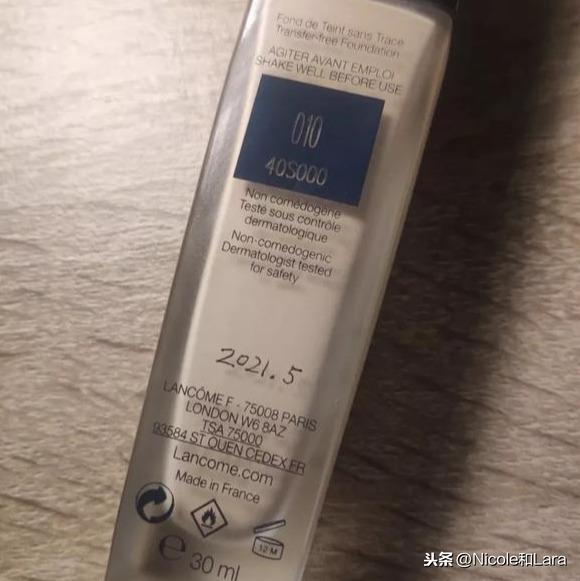 Fond de Teint sans Trace
Transfer-free Foundation
AGITER AVANT EMPLOI
SHAKE WELL BEFORE USE
010
40S000
Non comédogène
Testé sous contrôle
dermatologique
Non-comedogenic
Dermatologist tested
for safety
2021.5
LANCÔME F - 75008 PARIS
LONDON W6 8AZ
TSA 75000
93584 ST OUEN CEDEX FR
Lancome.com
Made in France
12 M
e 30 ml
头条 @Nicole和Lara